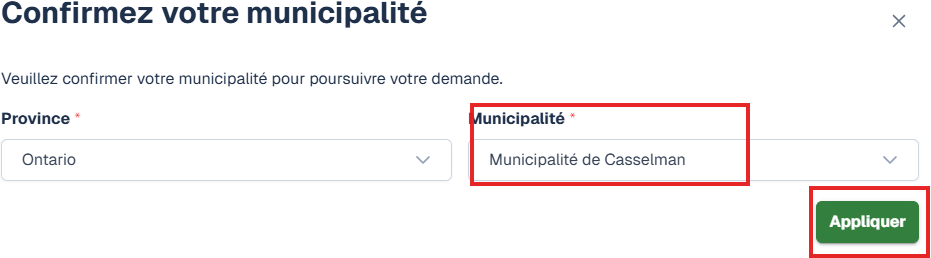 Confirmez votre municipalité
Veuillez confirmer votre municipalité pour poursuivre votre demande.
Province * Municipalité *
Ontario Municipalité de Casselman
Appliquer